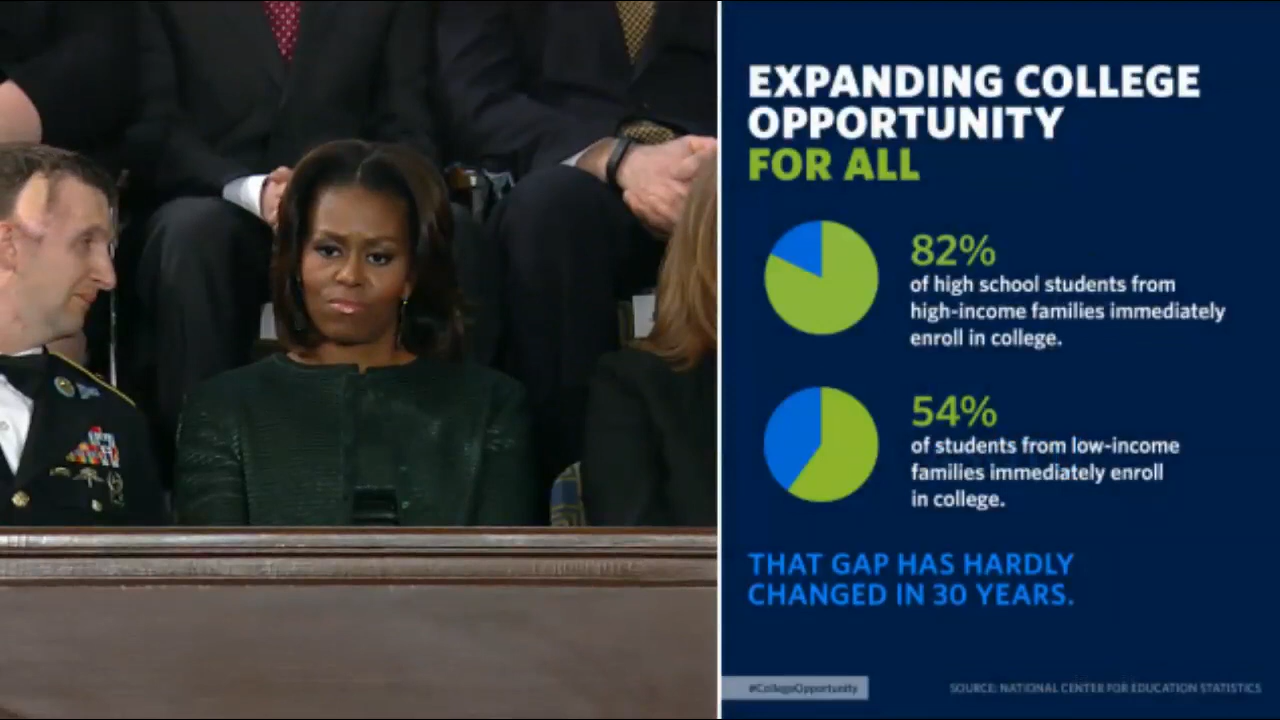 EXPANDING COLLEGE
OPPORTUNITY
FOR ALL
82%
of high school students from
high-income families immediately
enroll in college.
54%
of students from low-income
families immediately enroll
in college.
THAT GAP HAS HARDLY
CHANGED IN 30 YEARS.
#CollegeOpportunity
SOURCE: NATIONAL CENTER FOR EDUCATION STATISTICS